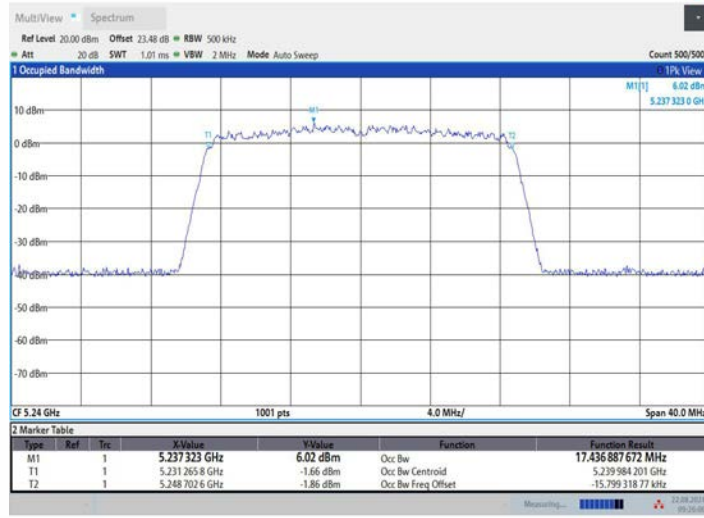 MultiView Spectrum
Ref Level 20.00 dBm Offset 23.48 dB RBW 500 kHz
Att 20 dB SWT 1.01 ms VBW 2 MHz Mode Auto Sweep Count 500/500
1 Occupied Bandwidth 1Pk View
M1[1] 6.02 dBm
5.237 323 0 GHz
10 dBm
M1
T1
T2
0 dBm
-10 dBm
-20 dBm
-30 dBm
-40 dBm
-50 dBm
-60 dBm
-70 dBm
CF 5.24 GHz 1001 pts 4.0 MHz/ Span 40.0 MHz
2 Marker Table
Type Ref Trc X-Value Y-Value Function Function Result
M1 1 5.237 323 GHz 6.02 dBm Occ Bw 17.436 887 672 MHz
T1 1 5.231 265 8 GHz -1.66 dBm Occ Bw Centroid 5.239 984 201 GHz
T2 1 5.248 702 6 GHz -1.86 dBm Occ Bw Freq Offset -15.799 318 77 kHz
Measuring...